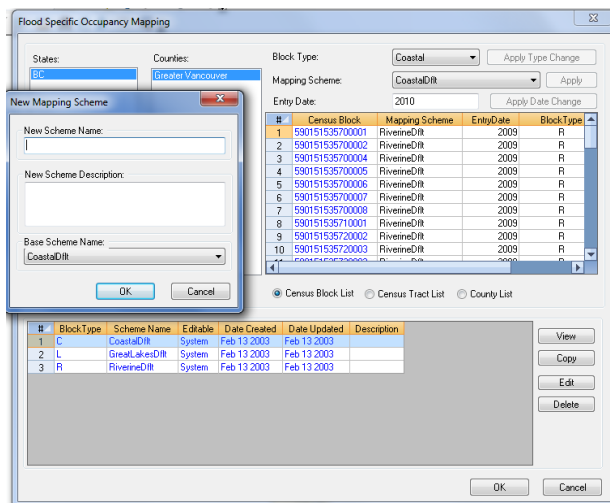 Flood Specific Occupancy Mapping
States: Counties: Block Type: Coastal Apply Type Change
BC Greater Vancouver Mapping Scheme: CoastalDflt Apply
Entry Date: 2010 Apply Date Change
New Mapping Scheme
New Scheme Name:
New Scheme Description:
Base Scheme Name:
CoastalDflt
OK Cancel
# Census Block Mapping Scheme EntryDate BlockType
1 590151535700001 RiverineDflt 2009 R
2 590151535700002 RiverineDflt 2009 R
3 590151535700004 RiverineDflt 2009 R
4 590151535700005 RiverineDflt 2009 R
5 590151535700006 RiverineDflt 2009 R
6 590151535700007 RiverineDflt 2009 R
7 590151535700008 RiverineDflt 2009 R
8 590151535710001 RiverineDflt 2009 R
9 590151535720002 RiverineDflt 2009 R
10 590151535720003 RiverineDflt 2009 R
Census Block List Census Tract List County List
# BlockType Scheme Name Editable Date Created Date Updated Description
1 C CoastalDflt System Feb 13 2003 Feb 13 2003
2 L GreatLakesDflt System Feb 13 2003 Feb 13 2003
3 R RiverineDflt System Feb 13 2003 Feb 13 2003
View
Copy
Edit
Delete
OK Cancel